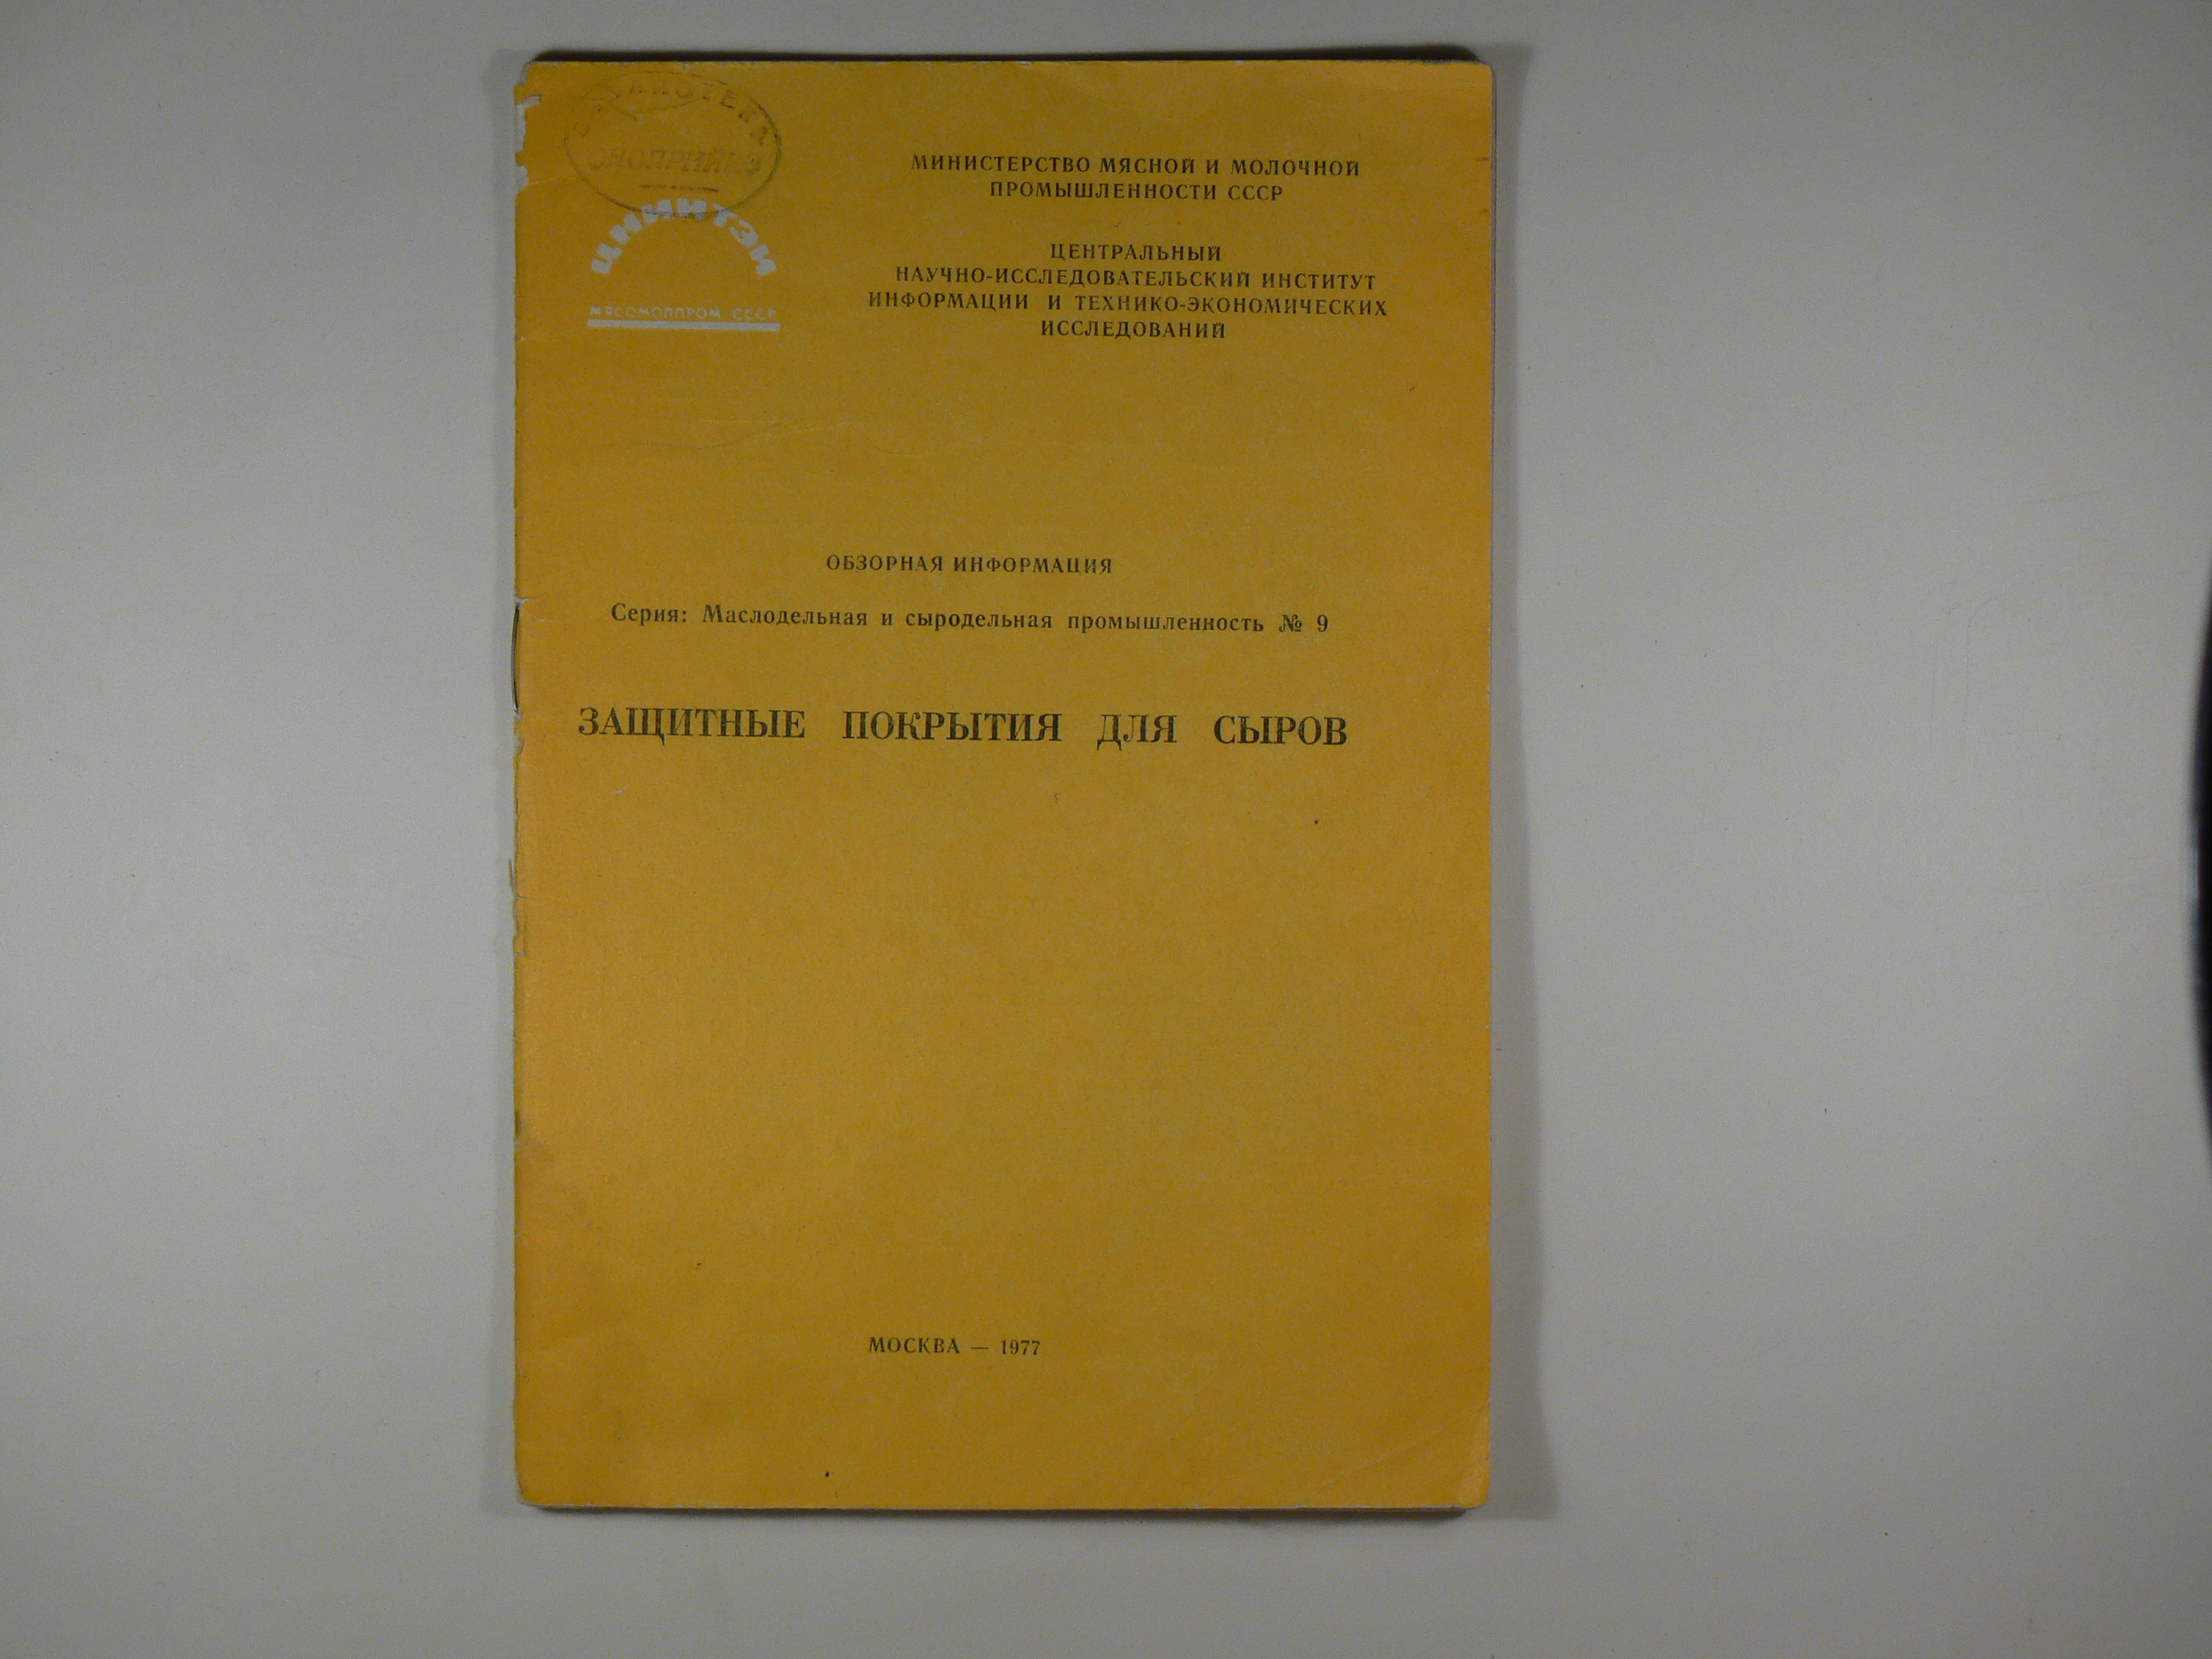 БИБЛИОТЕКА
ЦНИИТЭИ
МЯСОМОЛПРОМ СССР
МИНИСТЕРСТВО МЯСНОЙ И МОЛОЧНОЙ
ПРОМЫШЛЕННОСТИ СССР
ЦЕНТРАЛЬНЫЙ
НАУЧНО-ИССЛЕДОВАТЕЛЬСКИЙ ИНСТИТУТ
ИНФОРМАЦИИ И ТЕХНИКО-ЭКОНОМИЧЕСКИХ
ИССЛЕДОВАНИЙ
ОБЗОРНАЯ ИНФОРМАЦИЯ
Серия: Маслодельная и сыродельная промышленность № 9
ЗАЩИТНЫЕ ПОКРЫТИЯ ДЛЯ СЫРОВ
МОСКВА — 1977